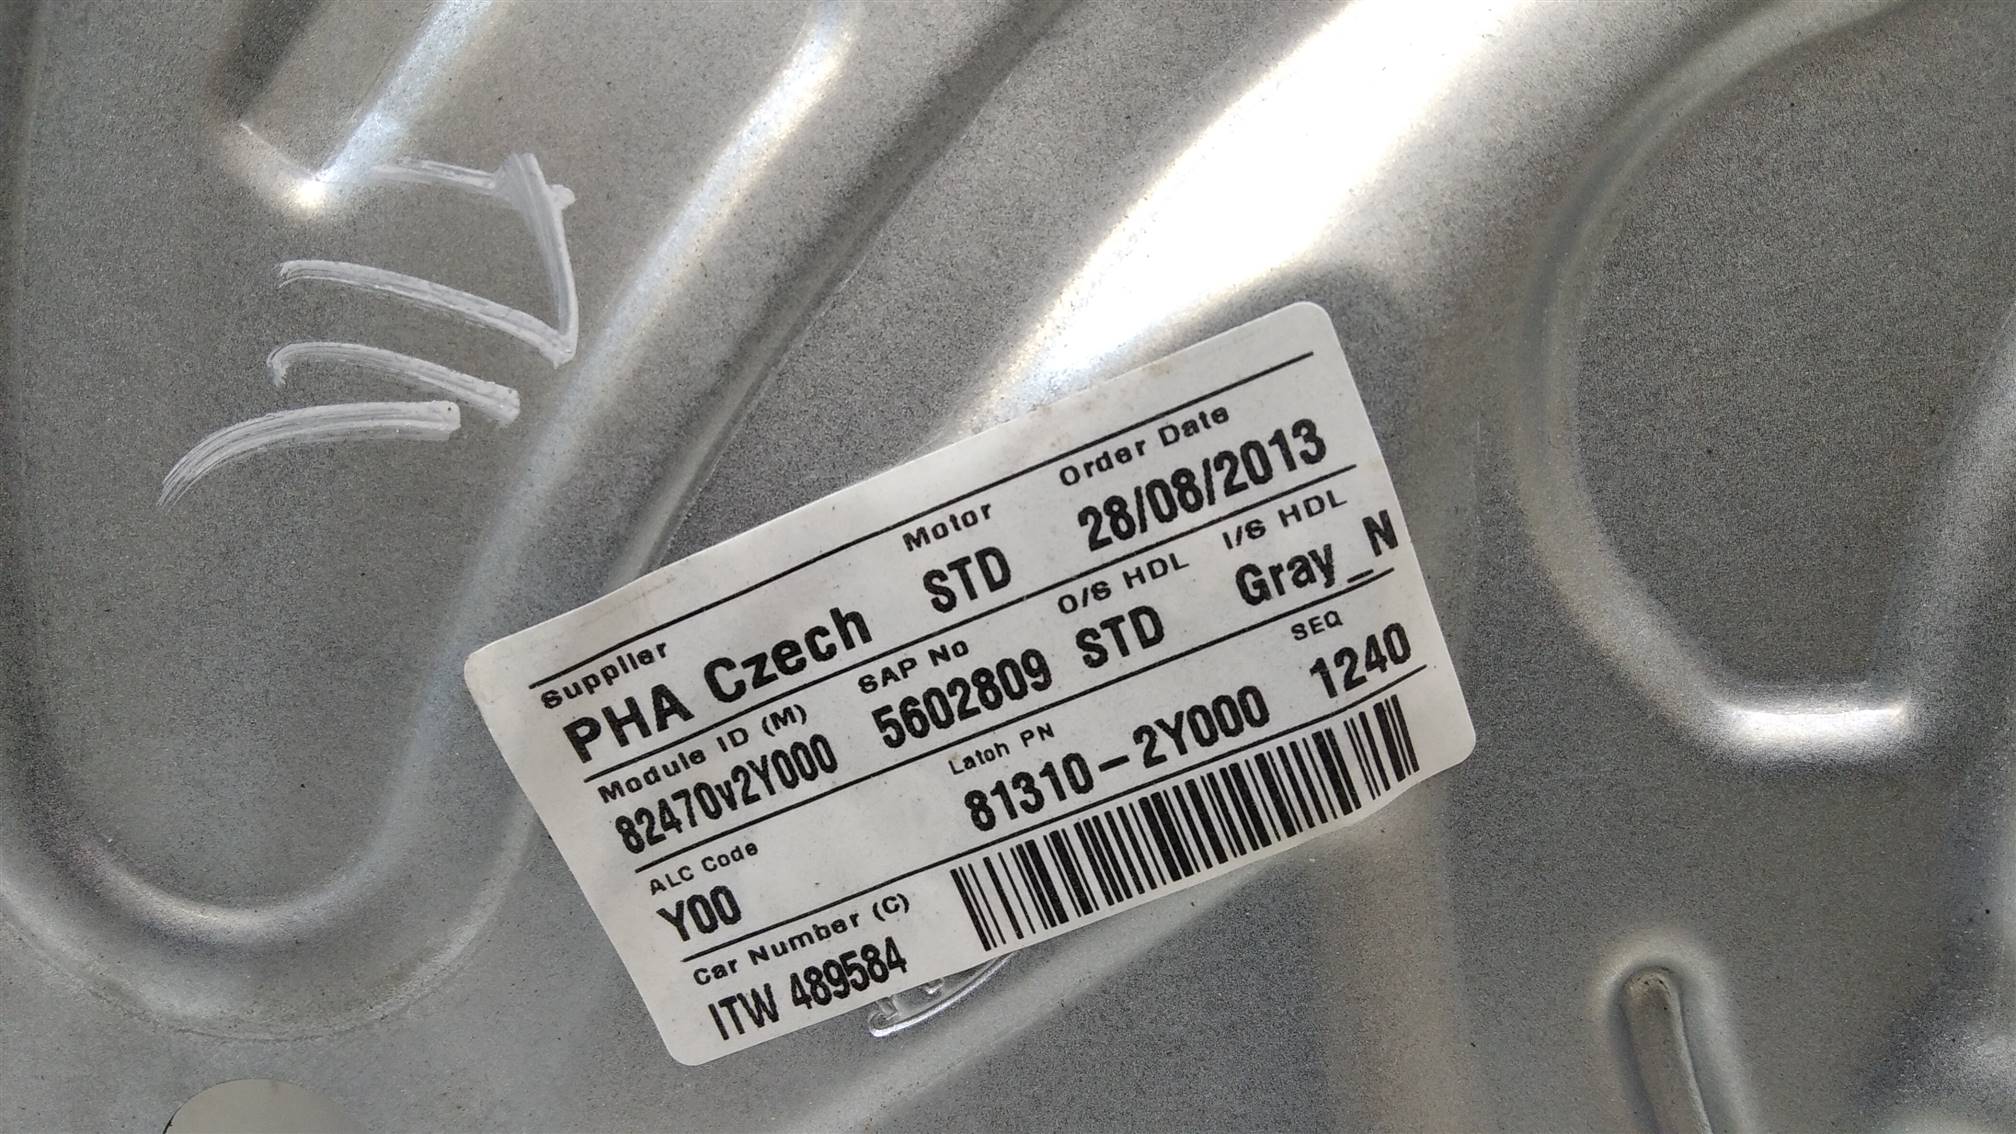 Supplier Motor Order Date
PHA Czech STD 28/08/2013
Module ID (M) SAP No O/S HDL I/S HDL
82470v2Y000 5602809 STD Gray_N
ALC Code Latch PN SEQ
Y00 81310-2Y000 1240
Car Number (C)
ITW 489584